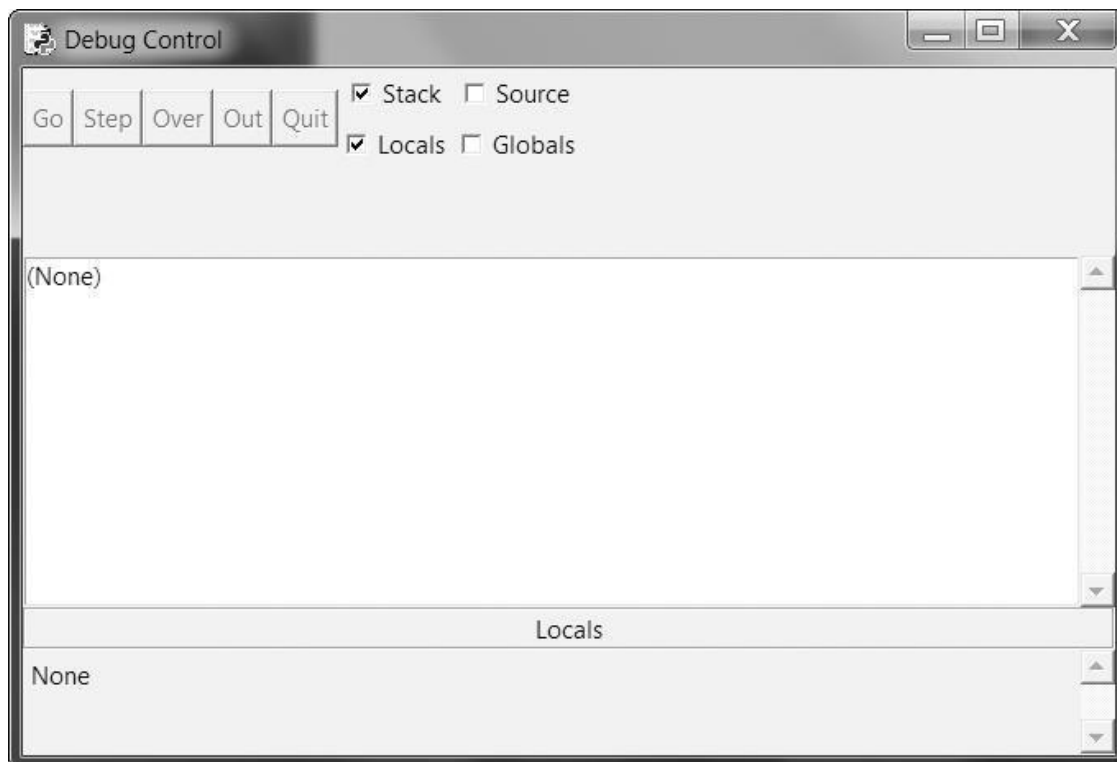 Debug Control
X
Go Step Over Out Quit
Stack Source
Locals Globals
(None)
Locals
None